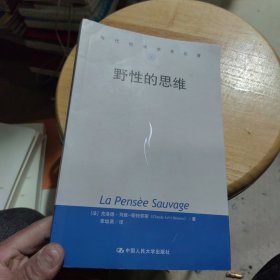 当代世界学术名著
野性的思维
La Pensée Sauvage
[法] 克洛德·列维-斯特劳斯 (Claude Lévi-Strauss) 著
李幼蒸 译
中国人民大学出版社